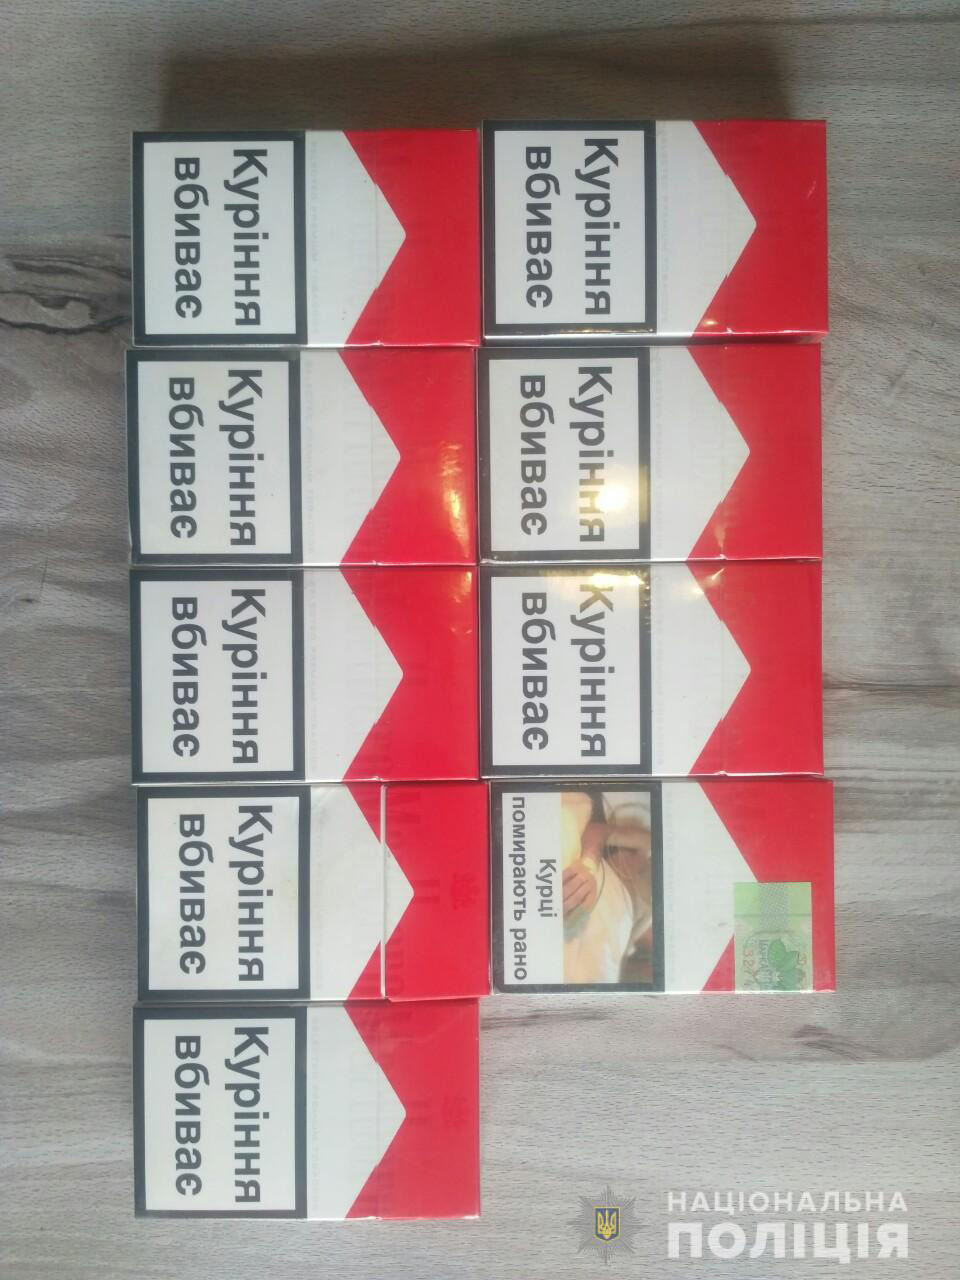 Куріння
вбиває
Куріння
вбиває
Куріння
вбиває
Куріння
вбиває
Куріння
вбиває
Куріння
вбиває
Куріння
вбиває
Курці
помирають рано
Куріння
вбиває
НАЦІОНАЛЬНА
ПОЛІЦІЯ